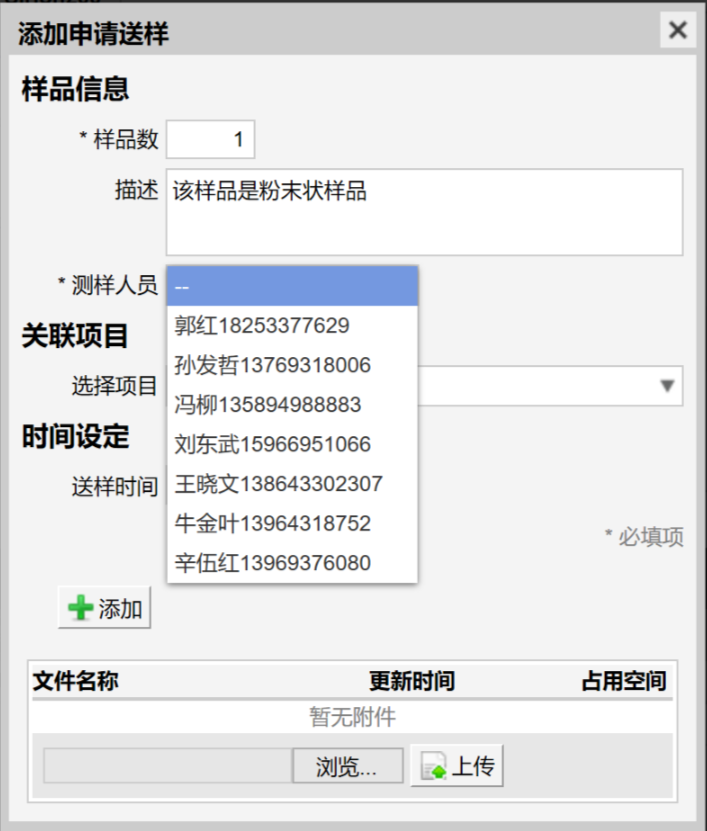 添加申请送样
样品信息
* 样品数 1
描述 该样品是粉末状样品
* 测样人员 --
郭红18253377629
关联项目
孙发哲13769318006
选择项目
冯柳135894988883
时间设定
刘东武15966951066
送样时间 王晓文138643302307
牛金叶13964318752
* 必填项
辛伍红13969376080
添加
文件名称 更新时间 占用空间
暂无附件
浏览... 上传